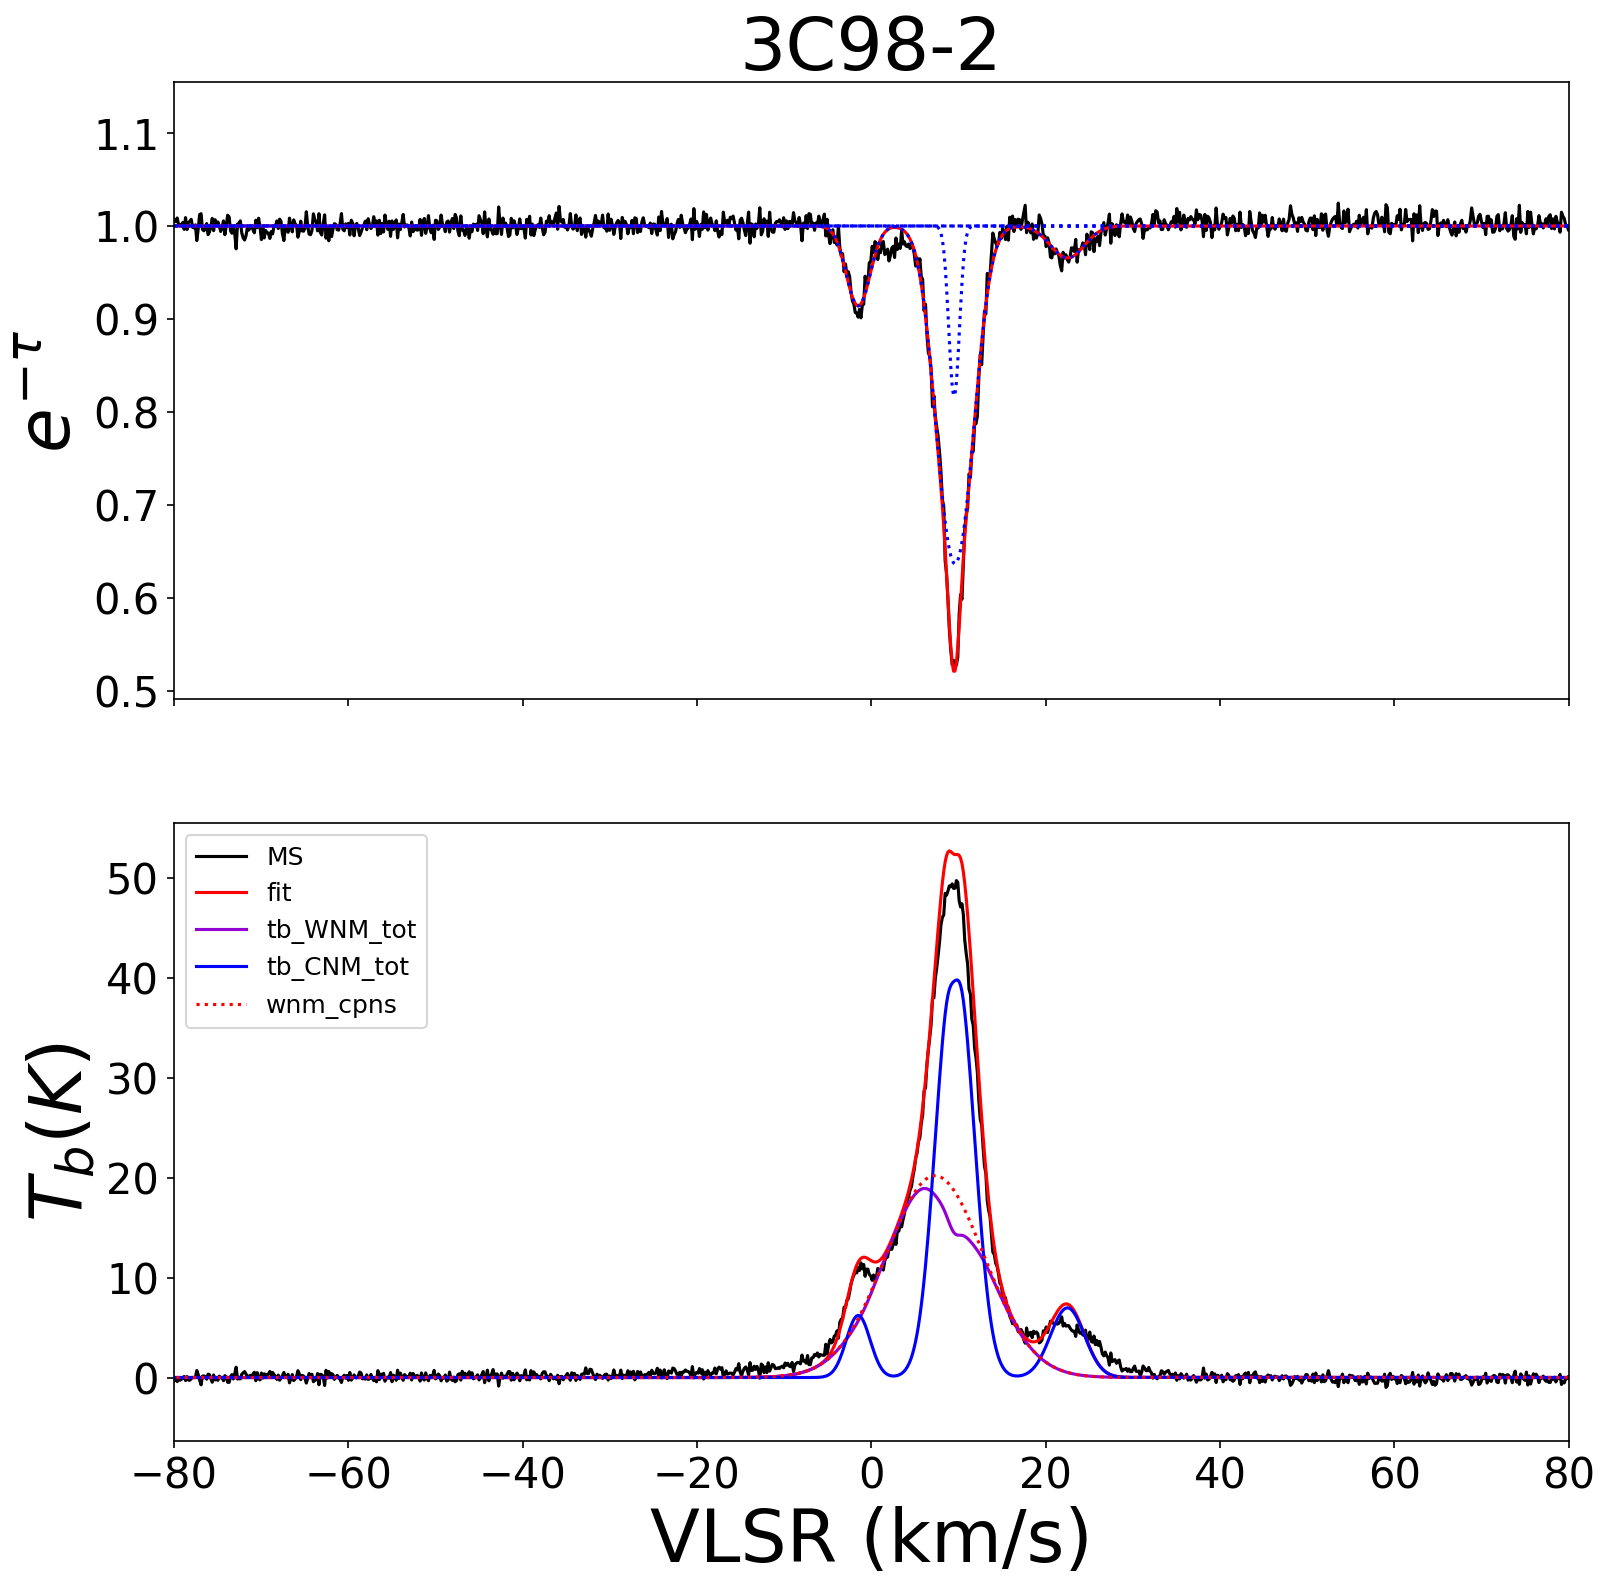 3C98-2
1.1
1.0
0.9
0.8
0.7
0.6
0.5
e^{-τ}
MS
fit
tb_WNM_tot
tb_CNM_tot
wnm_cpns
50
40
30
20
10
0
T_b(K)
−80 −60 −40 −20 0 20 40 60 80
VLSR (km/s)